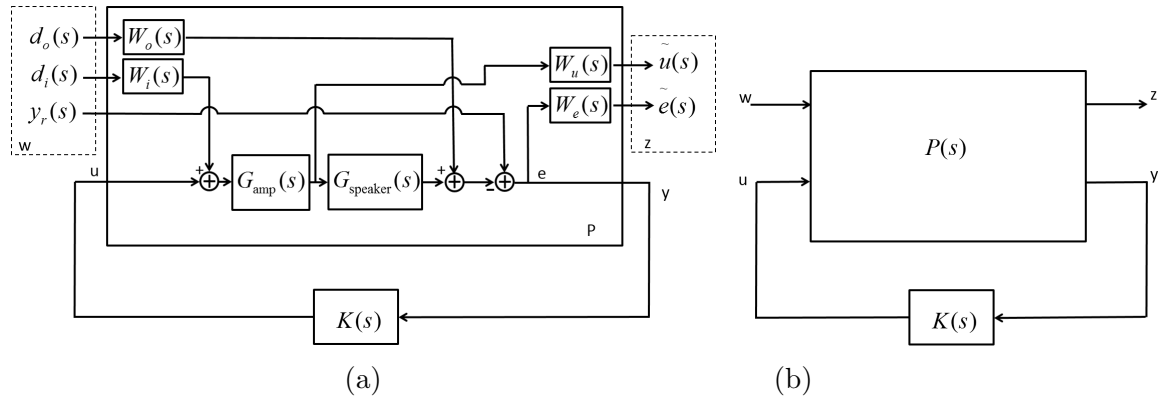 d_o(s)
W_o(s)
d_i(s)
W_i(s)
y_r(s)
w
W_u(s)
ũ(s)
W_e(s)
ẽ(s)
z
u
+
G_amp(s)
G_speaker(s)
+
-
e
y
P
K(s)
(a)
w
z
P(s)
u
y
K(s)
(b)